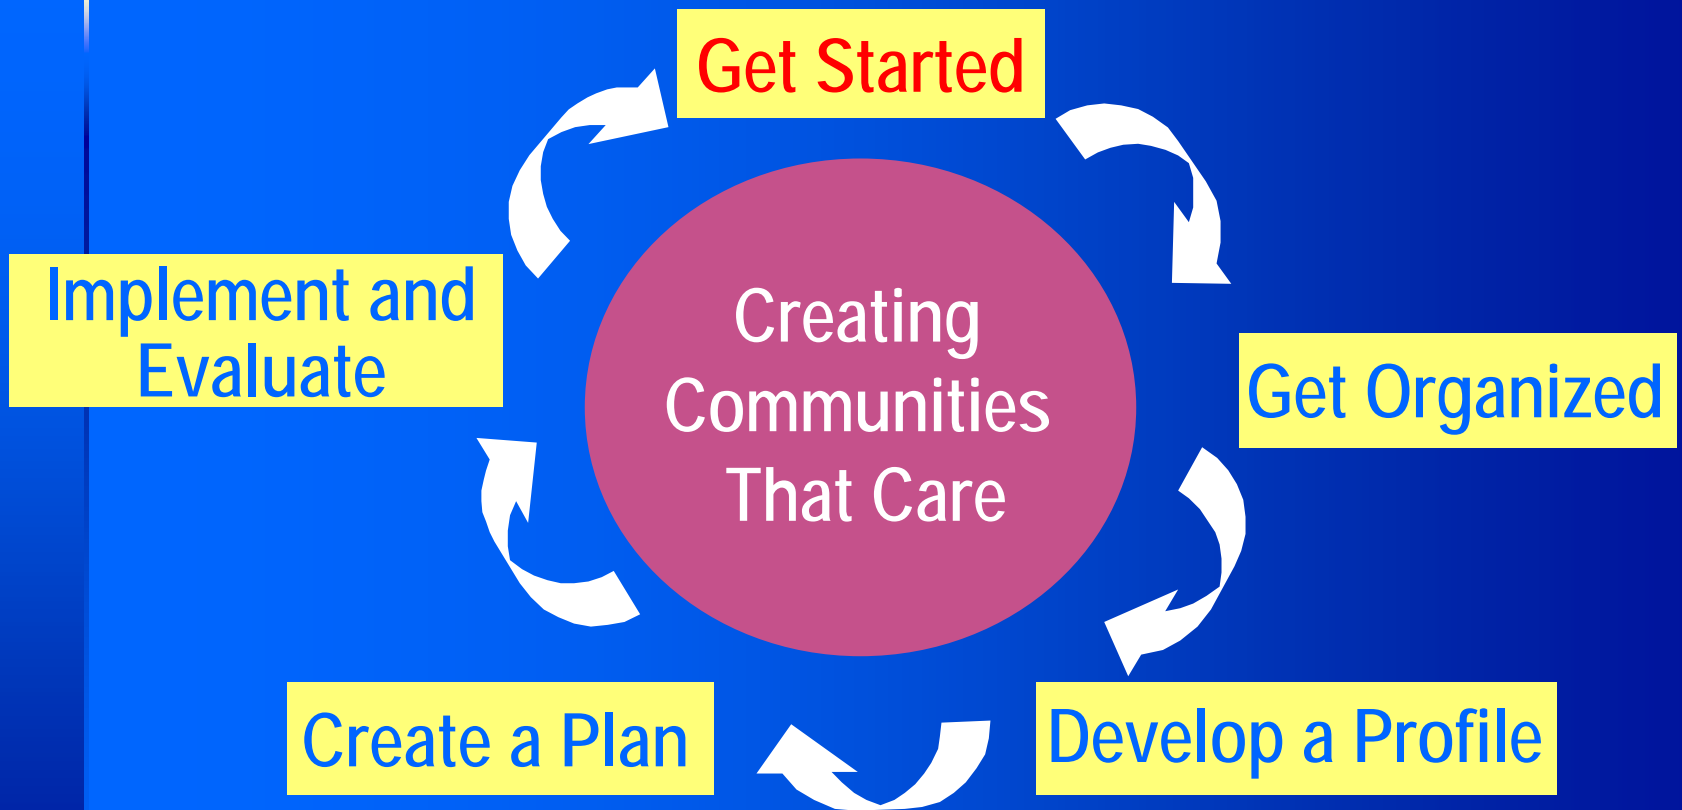 Get Started
Implement and
Evaluate
Creating
Communities
That Care
Get Organized
Create a Plan
Develop a Profile